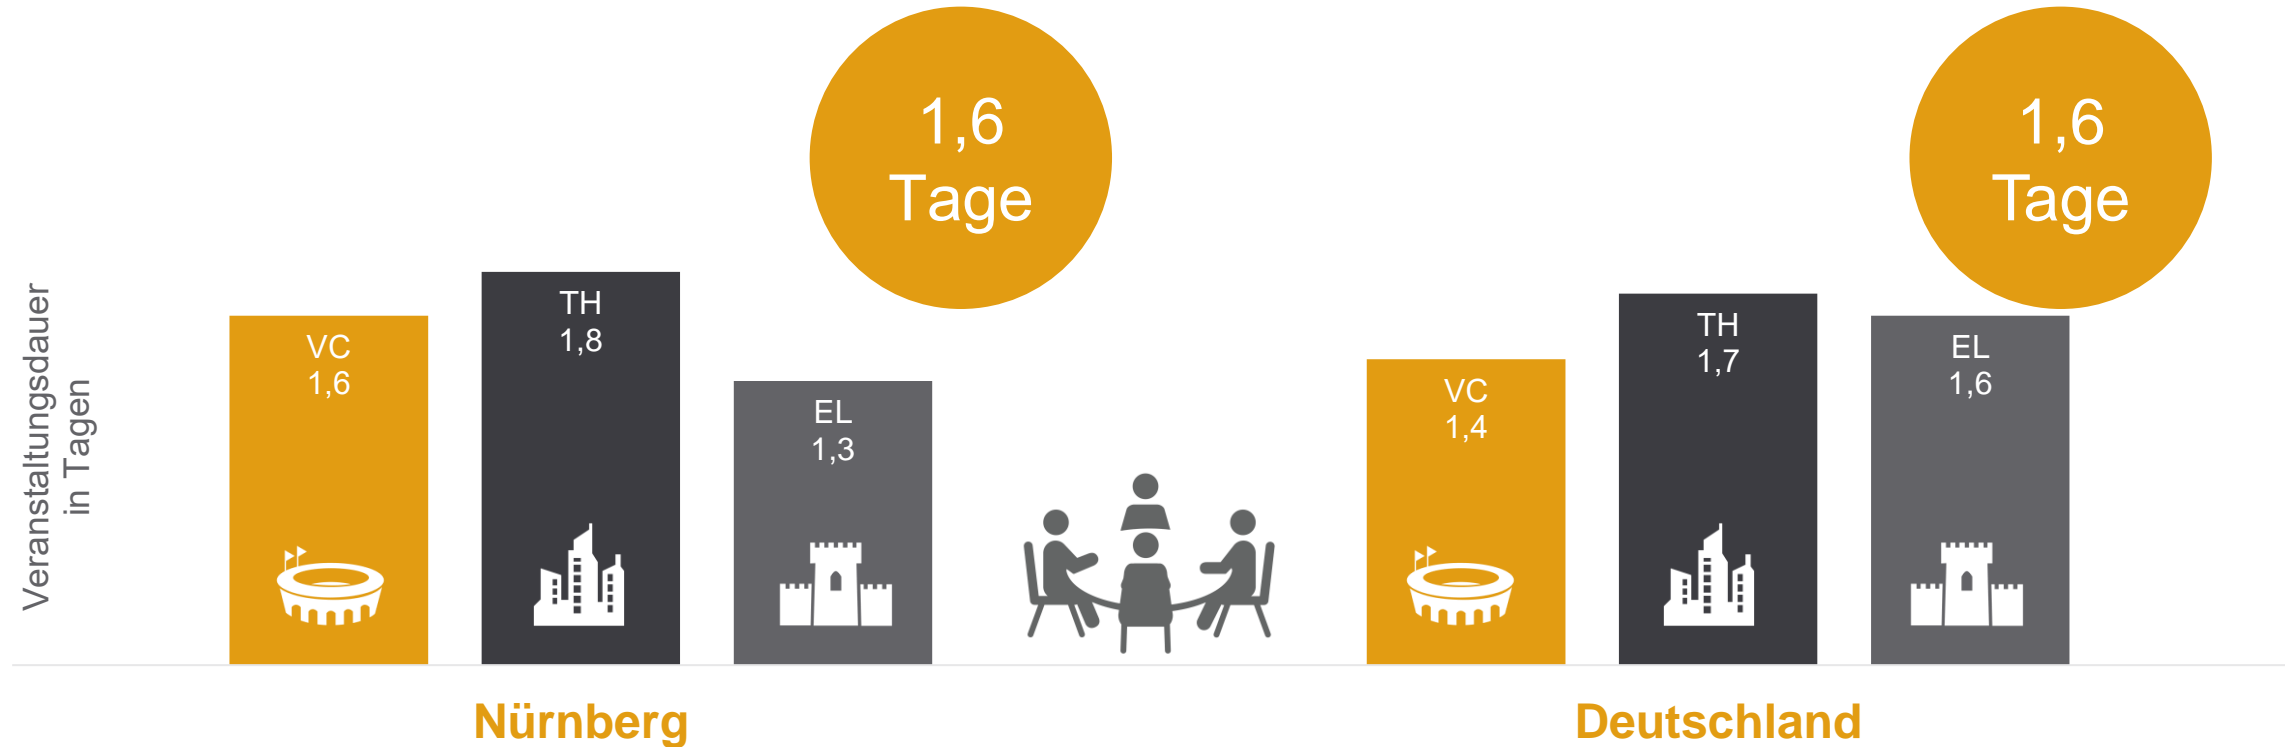 Veranstaltungsdauer
in Tagen
VC
1,6
TH
1,8
EL
1,3
1,6
Tage
Nürnberg
VC
1,4
TH
1,7
EL
1,6
1,6
Tage
Deutschland